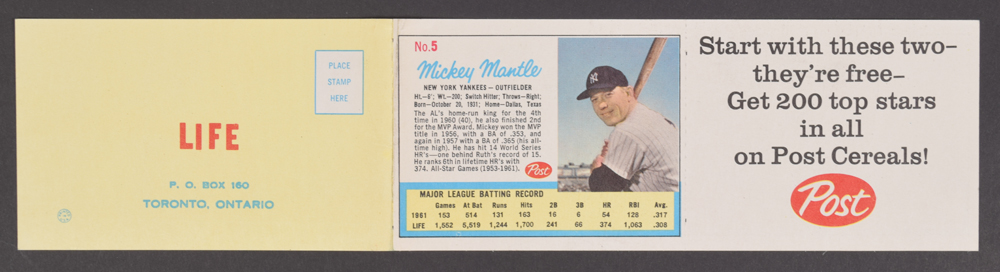 PLACE
STAMP
HERE
LIFE
P. O. BOX 160
TORONTO, ONTARIO
No.5
Mickey Mantle
NEW YORK YANKEES – OUTFIELDER
Ht.—6'; Wt.—200; Switch Hitter; Throws—Right;
Born—October 20, 1931; Home—Dallas, Texas
The AL's home-run king for the 4th
time in 1960 (40), he also finished 2nd
for the MVP Award. Mickey won the MVP
title in 1956, with a BA of .353, and
again in 1957 with a BA of .365 (his all-
time high). He has hit 14 World Series
HR's—one behind Ruth's record of 15.
He ranks 6th in lifetime HR's with
374. All-Star Games (1953-1961).
Post
MAJOR LEAGUE BATTING RECORD
Games At Bat Runs Hits 2B 3B HR RBI Avg.
1961 153 514 131 163 16 6 54 128 .317
LIFE 1,552 5,519 1,244 1,700 241 66 374 1,063 .308
Start with these two–
they're free–
Get 200 top stars
in all
on Post Cereals!
Post